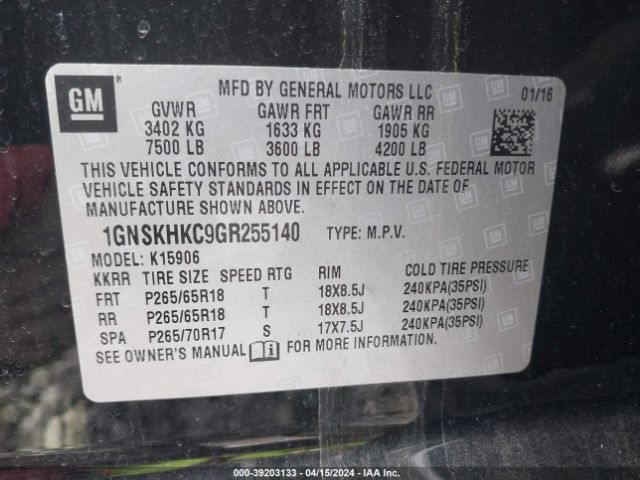 GM
MFD BY GENERAL MOTORS LLC 01/16
GVWR GAWR FRT GAWR RR
3402 KG 1633 KG 1905 KG
7500 LB 3600 LB 4200 LB
THIS VEHICLE CONFORMS TO ALL APPLICABLE U.S. FEDERAL MOTOR
VEHICLE SAFETY STANDARDS IN EFFECT ON THE DATE OF
MANUFACTURE SHOWN ABOVE.
1GNSKHKC9GR255140 TYPE: M.P.V.
MODEL: K15906
KKRR TIRE SIZE SPEED RTG RIM COLD TIRE PRESSURE
FRT P265/65R18 T 18X8.5J 240KPA(35PSI)
RR P265/65R18 T 18X8.5J 240KPA(35PSI)
SPA P265/70R17 S 17X7.5J 240KPA(35PSI)
SEE OWNER'S MANUAL FOR MORE INFORMATION.
000-39203133 - 04/15/2024 - IAA Inc.